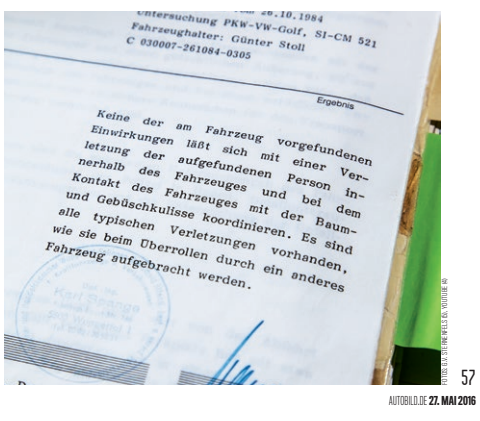 26.10.1984
Untersuchung PKW-VW-Golf, SI-CM 521
Fahrzeughalter: Günter Stoll
C 030007-261084-0305
Ergebnis
Keine der am Fahrzeug vorgefundenen
Einwirkungen läßt sich mit einer Ver-
letzung der aufgefundenen Person in-
nerhalb des Fahrzeuges und bei dem
Kontakt des Fahrzeuges mit der Baum-
und Gebüschkulisse koordinieren. Es sind
alle typischen Verletzungen vorhanden,
wie sie beim Überrollen durch ein anderes
Fahrzeug aufgebracht werden.
57
AUTOBILD.DE 27. MAI 2016